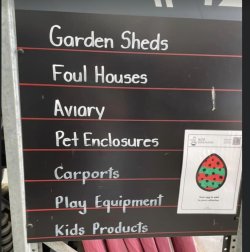 Garden Sheds
Foul Houses
Aviary
Pet Enclosures
Carports
Play Equipment
Kids Products